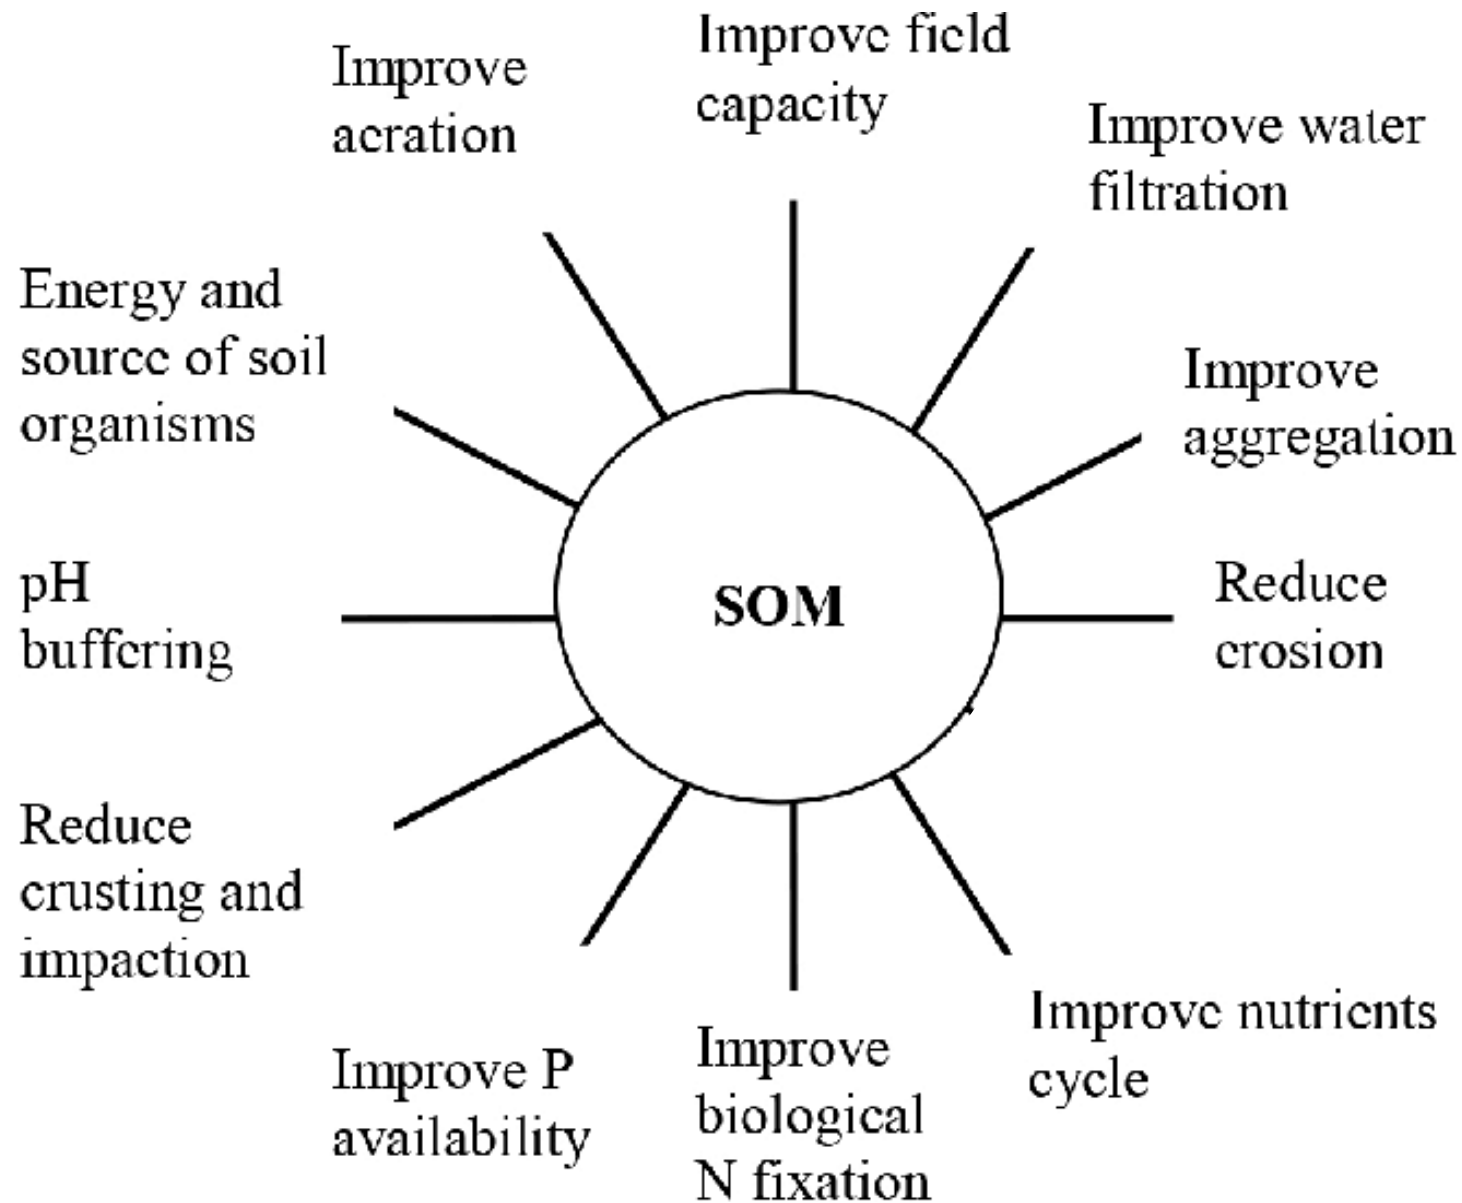 Improve field
capacity
Improve
aeration
Improve water
filtration
Energy and
source of soil
organisms
Improve
aggregation
pH
buffering
SOM
Reduce
erosion
Reduce
crusting and
impaction
Improve nutrients
cycle
Improve P
availability
Improve
biological
N fixation